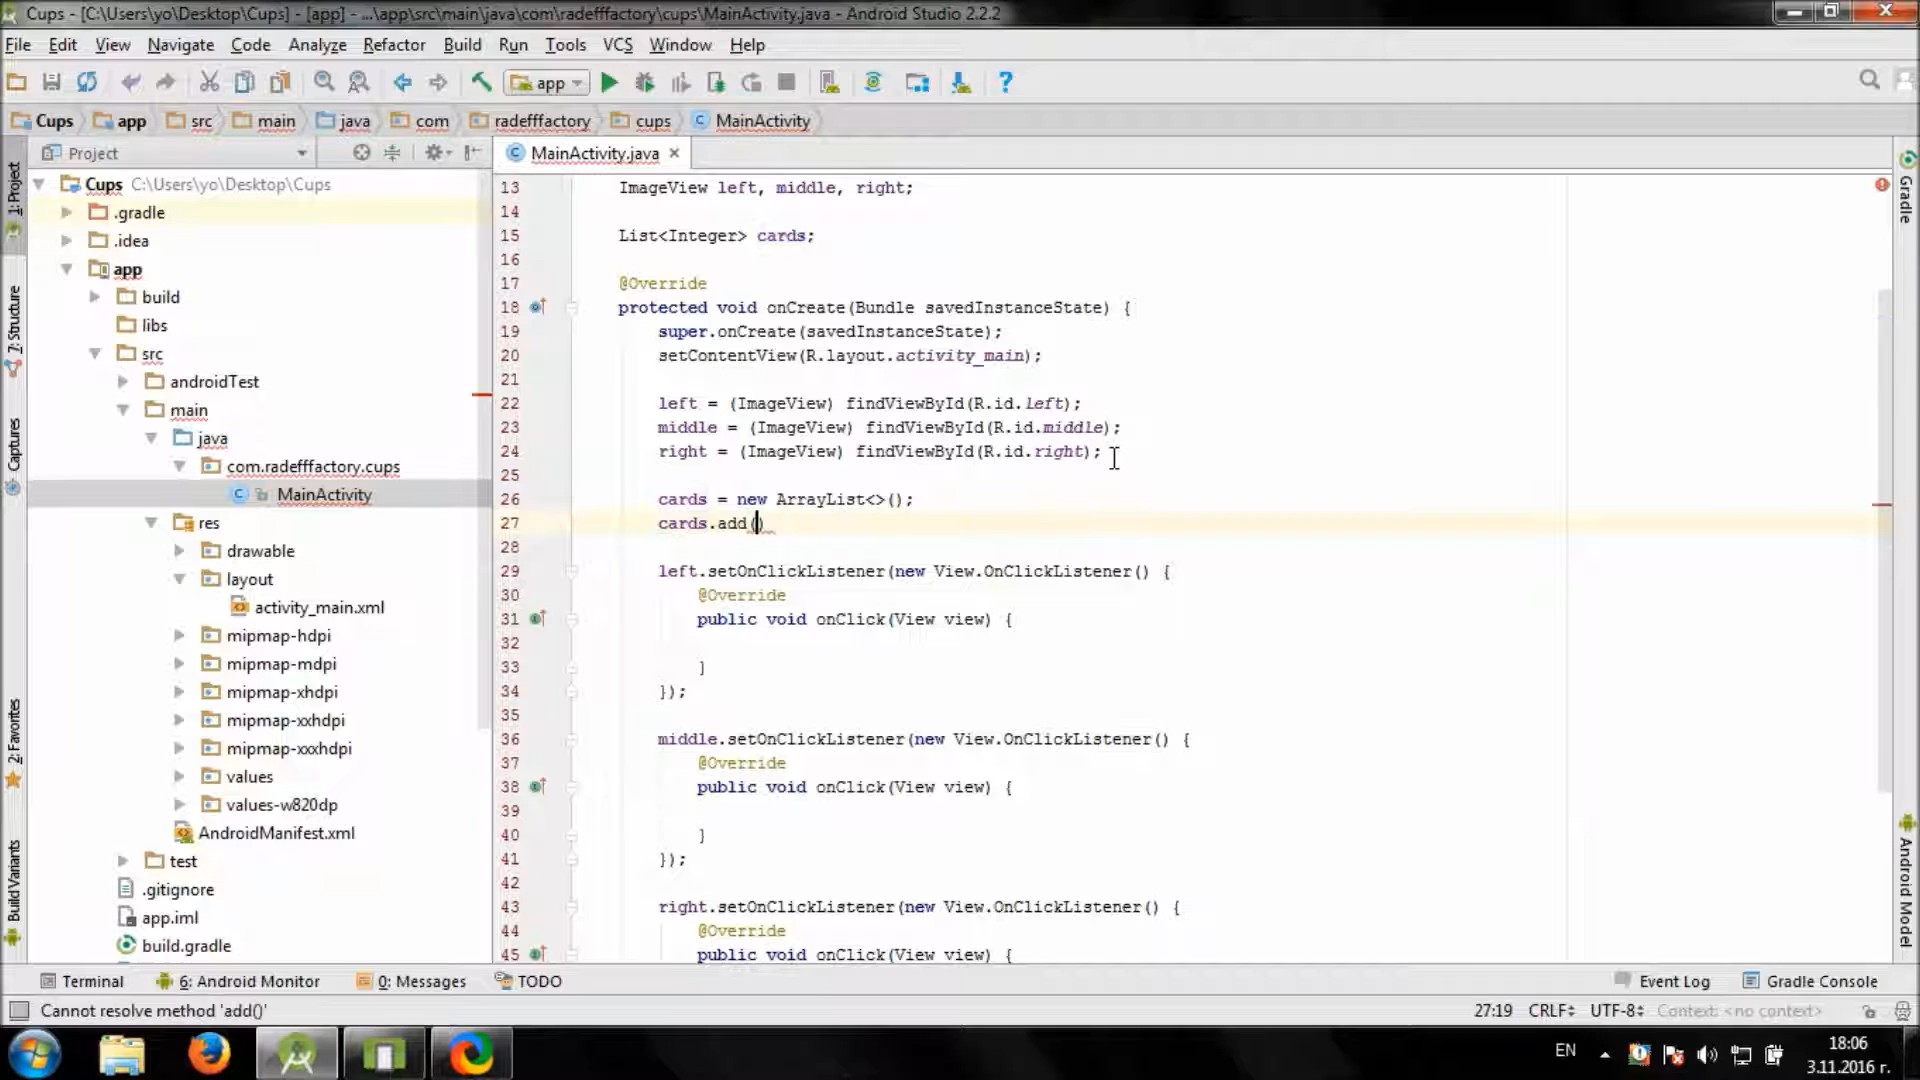 Cups - [C:\Users\yo\Desktop\Cups] - [app] - ...\app\src\main\java\com\radefffactory\cups\MainActivity.java - Android Studio 2.2.2
File Edit View Navigate Code Analyze Refactor Build Run Tools VCS Window Help
app
Cups app src main java com radefffactory cups MainActivity
Project
MainActivity.java
1: Project
7: Structure
Captures
2: Favorites
Build Variants
Cups C:\Users\yo\Desktop\Cups
.gradle
.idea
app
build
libs
src
androidTest
main
java
com.radefffactory.cups
MainActivity
res
drawable
layout
activity_main.xml
mipmap-hdpi
mipmap-mdpi
mipmap-xhdpi
mipmap-xxhdpi
mipmap-xxxhdpi
values
values-w820dp
AndroidManifest.xml
test
.gitignore
app.iml
build.gradle
13 ImageView left, middle, right;
14
15 List<Integer> cards;
16
17 @Override
18 protected void onCreate(Bundle savedInstanceState) {
19 super.onCreate(savedInstanceState);
20 setContentView(R.layout.activity_main);
21
22 left = (ImageView) findViewById(R.id.left);
23 middle = (ImageView) findViewById(R.id.middle);
24 right = (ImageView) findViewById(R.id.right);
25
26 cards = new ArrayList<>();
27 cards.add()
28
29 left.setOnClickListener(new View.OnClickListener() {
30 @Override
31 public void onClick(View view) {
32
33 }
34 });
35
36 middle.setOnClickListener(new View.OnClickListener() {
37 @Override
38 public void onClick(View view) {
39
40 }
41 });
42
43 right.setOnClickListener(new View.OnClickListener() {
44 @Override
45 public void onClick(View view) {
Gradle
Android Model
Terminal 6: Android Monitor 0: Messages TODO Event Log Gradle Console
Cannot resolve method 'add()' 27:19 CRLF UTF-8 Context: <no context>
EN 18:06
3.11.2016 г.